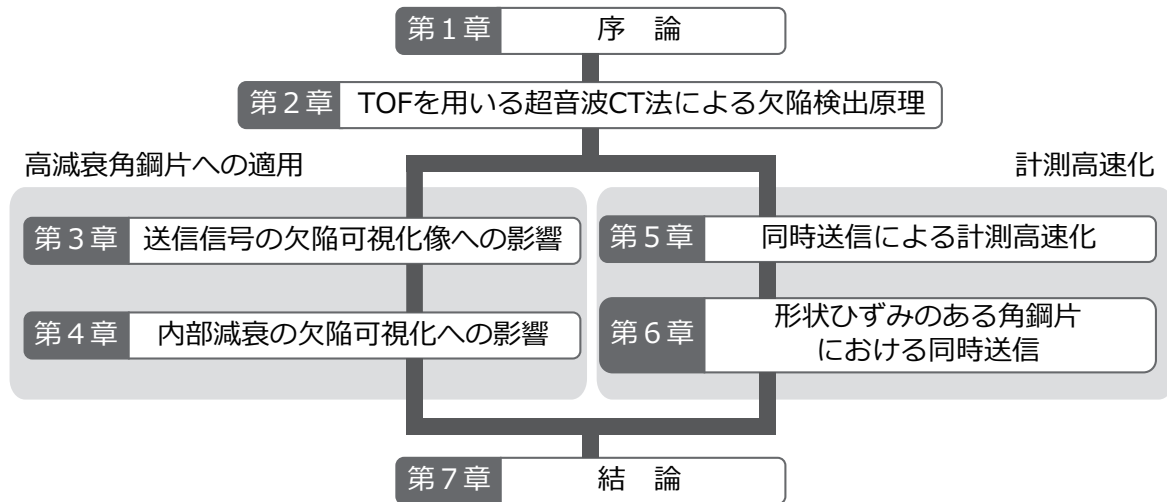 第1章 序 論
第2章 TOFを用いる超音波CT法による欠陥検出原理
高減衰角鋼片への適用
第3章 送信信号の欠陥可視化像への影響
第4章 内部減衰の欠陥可視化への影響
計測高速化
第5章 同時送信による計測高速化
第6章 形状ひずみのある角鋼片
における同時送信
第7章 結 論